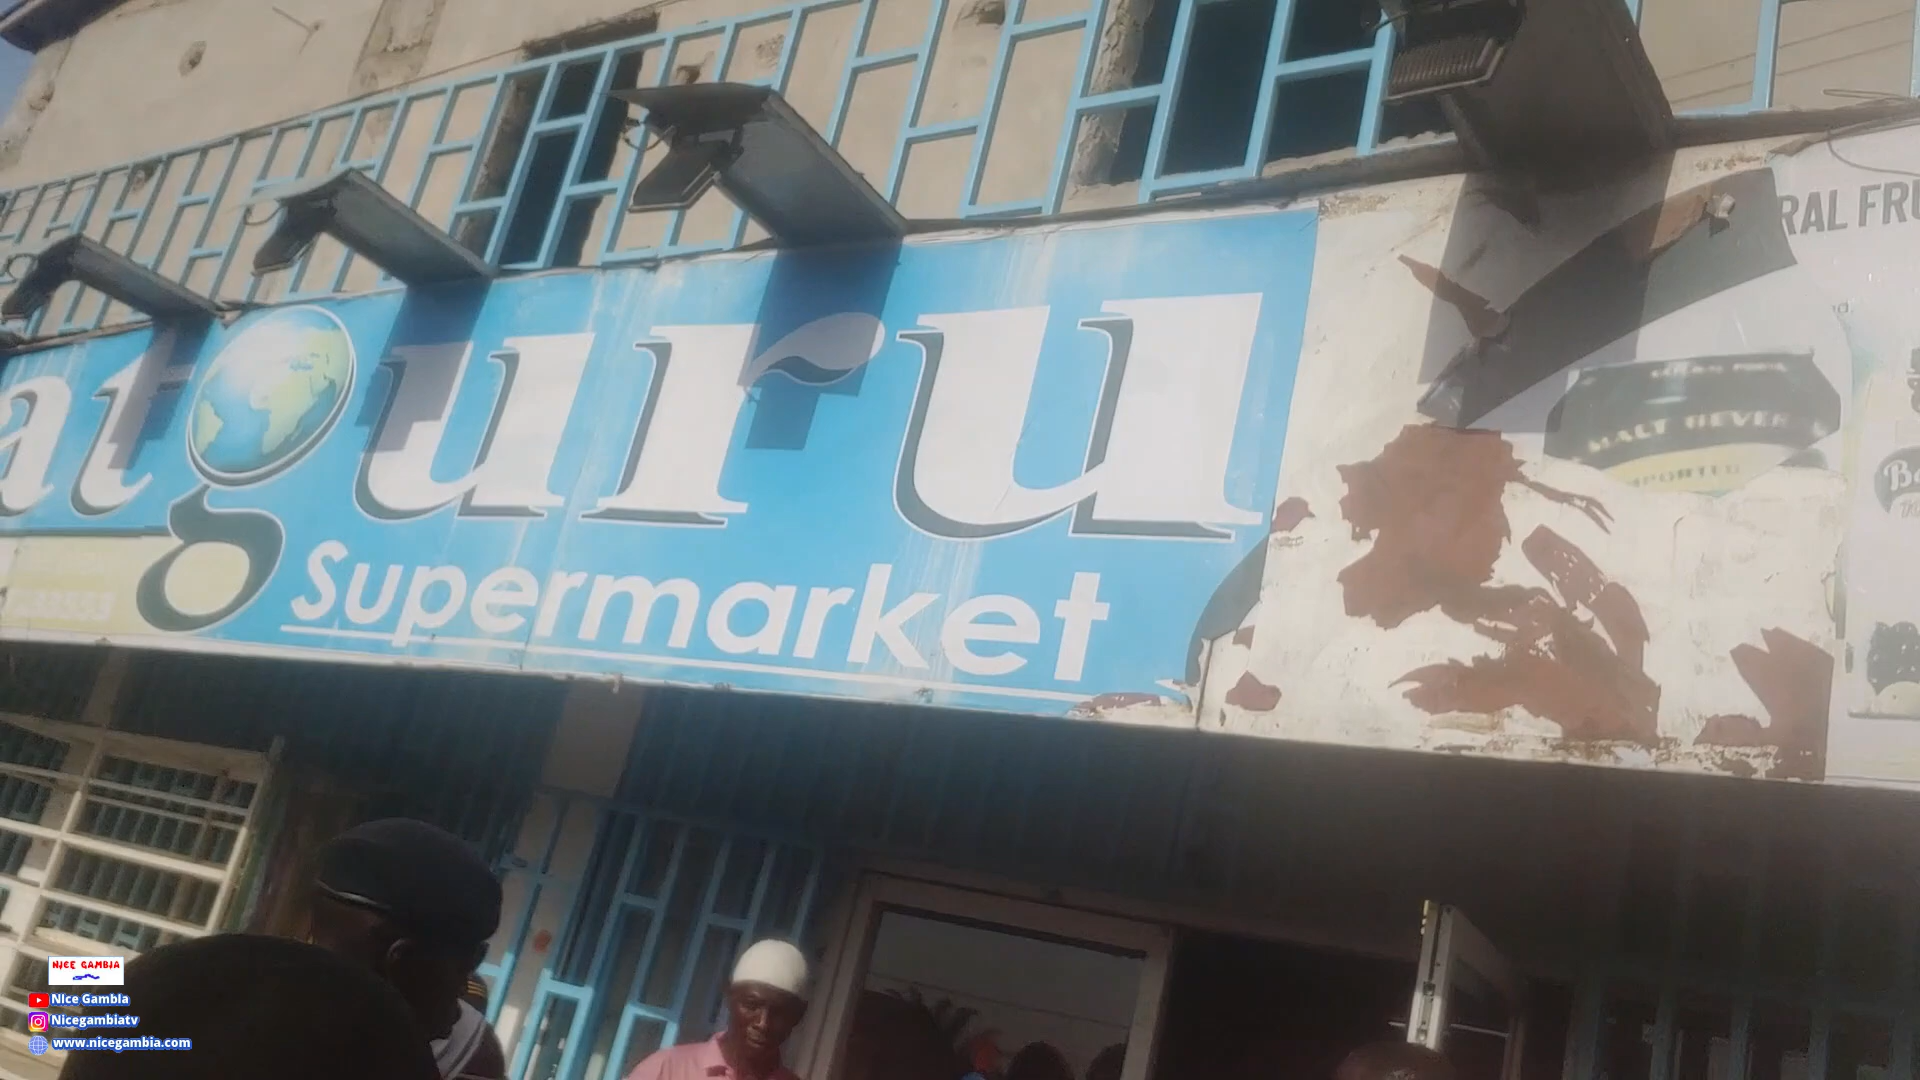 atguru
Supermarket
RAL FRU
MALT BEVER
NICE GAMBIA
Nice Gambia
Nicegambiatv
www.nicegambia.com